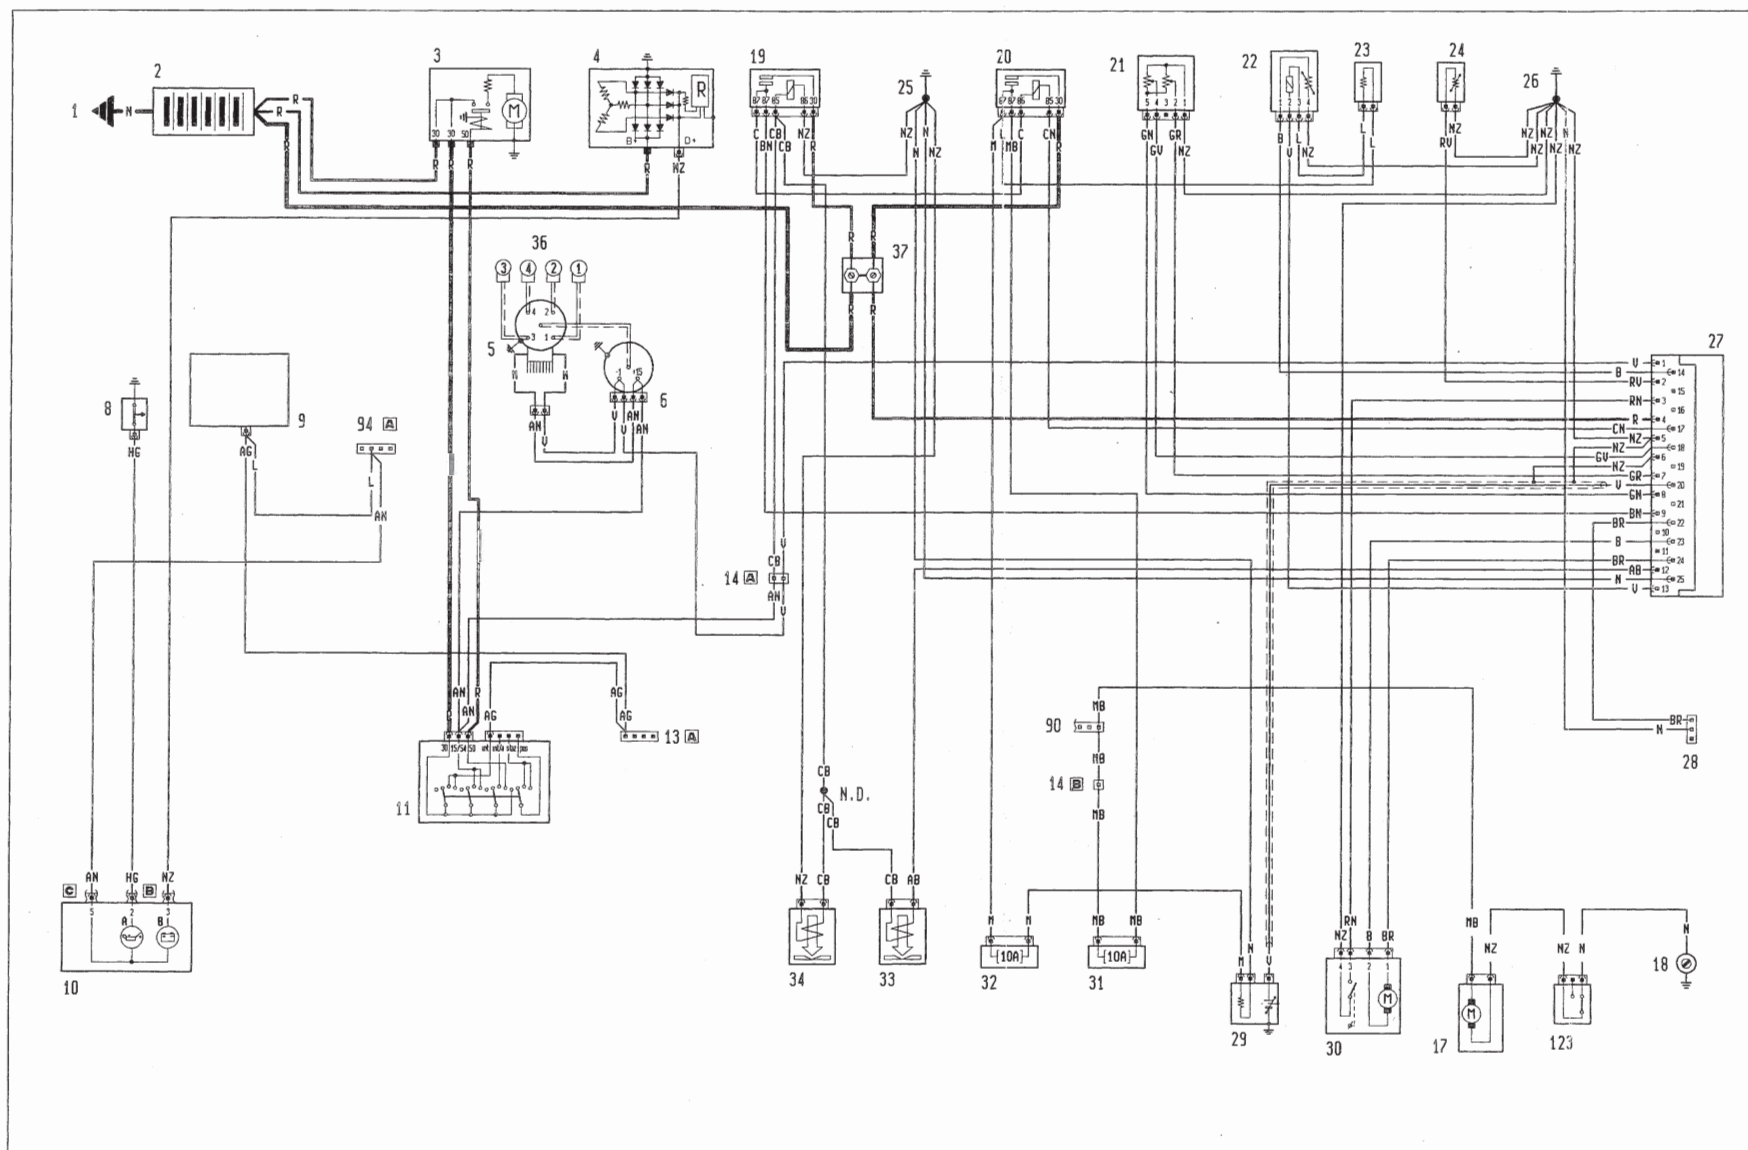 1
N
2
R
R
R
3
M
30 30 50
R R R
4
R
B+ D+
R
NZ
19
87 87 85 86 30
C CB NZ R
BN CB
25
NZ N
N NZ
20
87 87 86 85 30
L C CN R
M MB
21
5 4 3 2 1
GN GR
GV NZ
22
1 2 3 4
B L
V NZ
23
L
L
24
NZ
RV
26
NZ NZ N
NZ NZ NZ
36
3 4 2 1
4 2
3 1
5
N N
AN
V
-1 +15
6
V AN
V AN
R R
37
R R
27
V 1
B 14
RV 2
15
RN 3
16
R 4
CN 17
NZ 5
NZ 18
GV 6
NZ 19
GR 7
V 20
GN 8
21
BN 9
BR 22
10
B 23
11
BR 24
AB 12
N 25
V 13
8
HG
9
AG
L
94 A
L
AN
V
CB
14 A
AN
V
AN R
AN
R
AG
AG
AG
13 A
30 15/54 50 int int/A staz pos
11
MB
90
MB
14 B
MB
BR
N
28
CB
N.D.
CB
CB
C AN HG B NZ
5 2 3
A B
10
NZ CB
34
CB AB
33
M M
10A
32
MB MB
10A
31
M N V
29
RN
NZ B BR
4 3 2 1
M
30
MB
NZ
M
17
NZ N
123
N
18